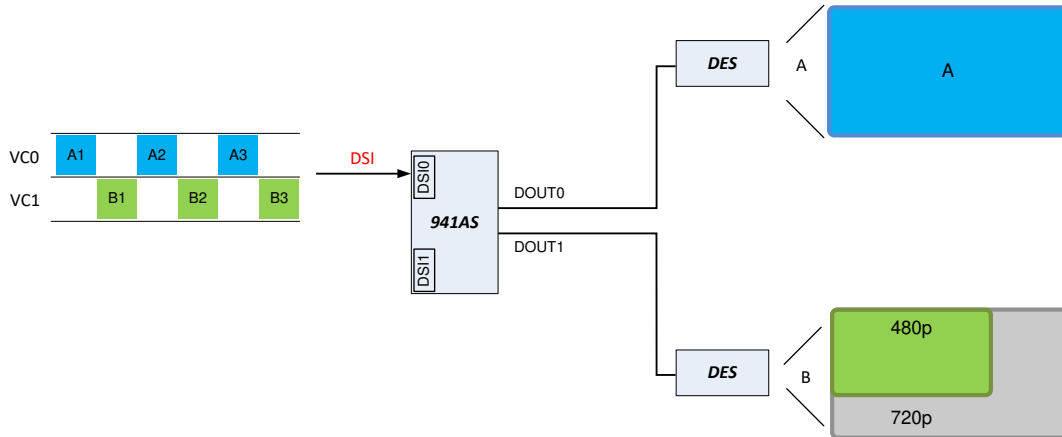 VC0
A1
A2
A3
VC1
B1
B2
B3
DSI
DSI0
941AS
DSI1
DOUT0
DOUT1
DES
A
A
DES
B
480p
720p